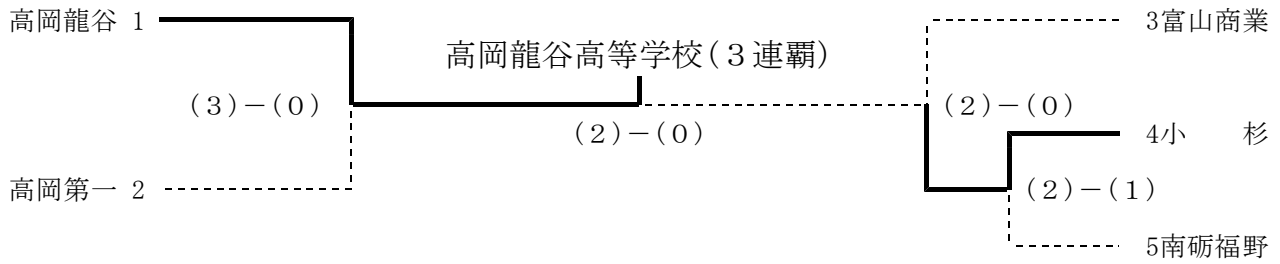 高岡龍谷 1
3富山商業
高岡龍谷高等学校(３連覇)
(３)－(０)
(２)－(０)
(２)－(０)
4小　　杉
高岡第一 2
(２)－(１)
5南砺福野